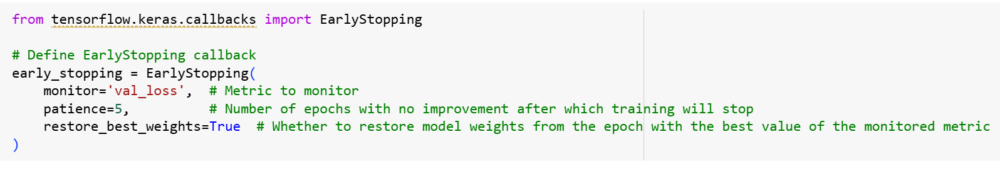 from tensorflow.keras.callbacks import EarlyStopping

# Define EarlyStopping callback
early_stopping = EarlyStopping(
    monitor='val_loss',  # Metric to monitor
    patience=5,          # Number of epochs with no improvement after which training will stop
    restore_best_weights=True  # Whether to restore model weights from the epoch with the best value of the monitored metric
)